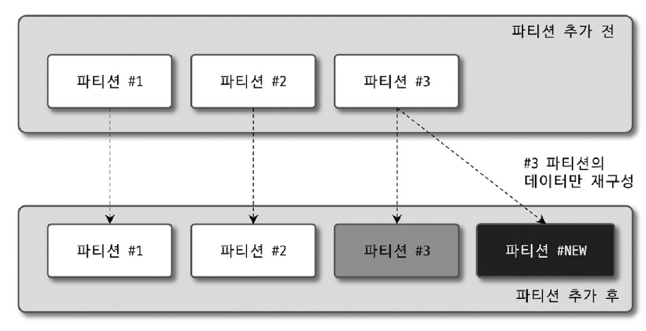 파티션 추가 전
파티션 #1
파티션 #2
파티션 #3
#3 파티션의
데이터만 재구성
파티션 #1
파티션 #2
파티션 #3
파티션 #NEW
파티션 추가 후